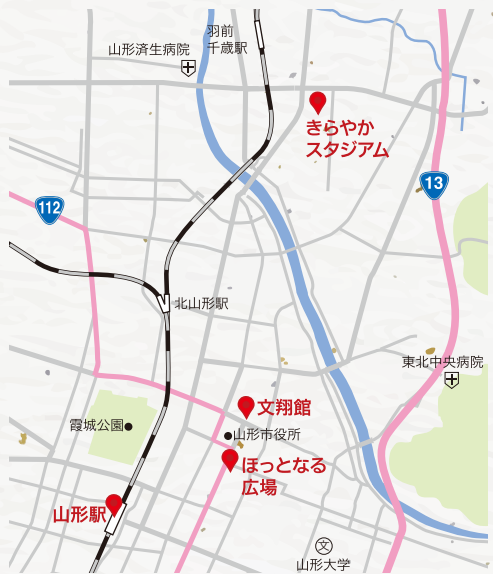 羽前
千歳駅
山形済生病院
きらやか
スタジアム
13
112
北山形駅
東北中央病院
文翔館
霞城公園
山形市役所
ほっとなる
広場
山形駅
文
山形大学